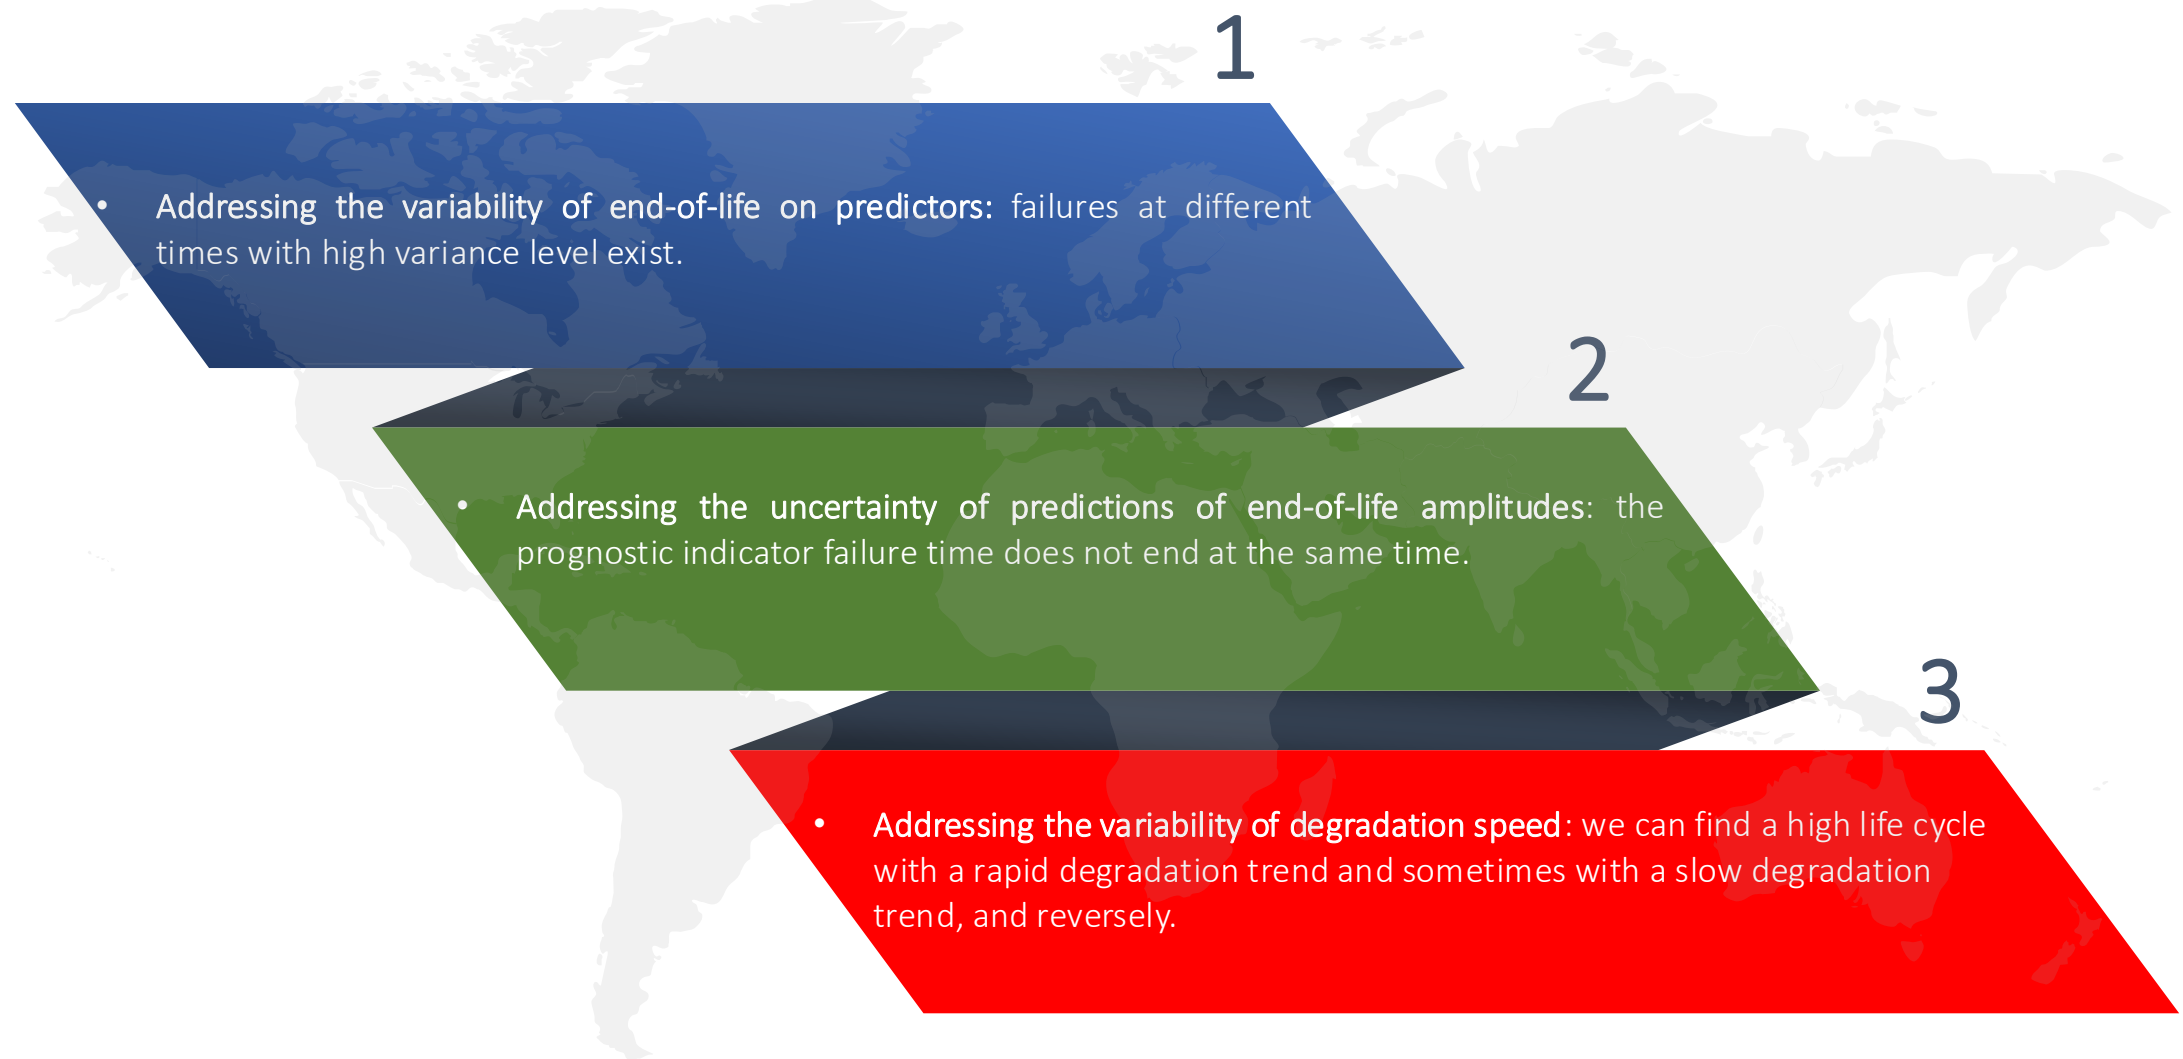 1
• Addressing the variability of end-of-life on predictors: failures at different
times with high variance level exist.
2
• Addressing the uncertainty of predictions of end-of-life amplitudes: the
prognostic indicator failure time does not end at the same time.
3
• Addressing the variability of degradation speed: we can find a high life cycle
with a rapid degradation trend and sometimes with a slow degradation
trend, and reversely.